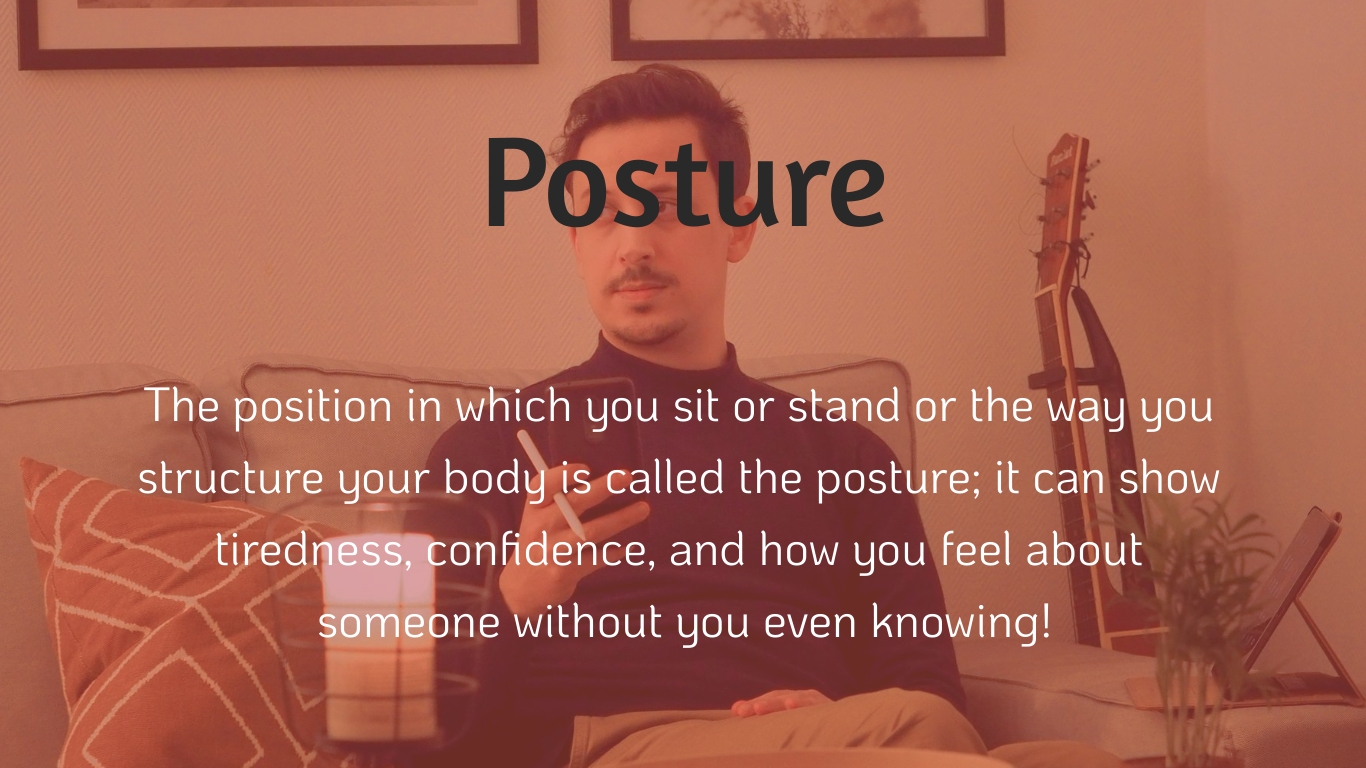 Posture
The position in which you sit or stand or the way you
structure your body is called the posture; it can show
tiredness, confidence, and how you feel about
someone without you even knowing!